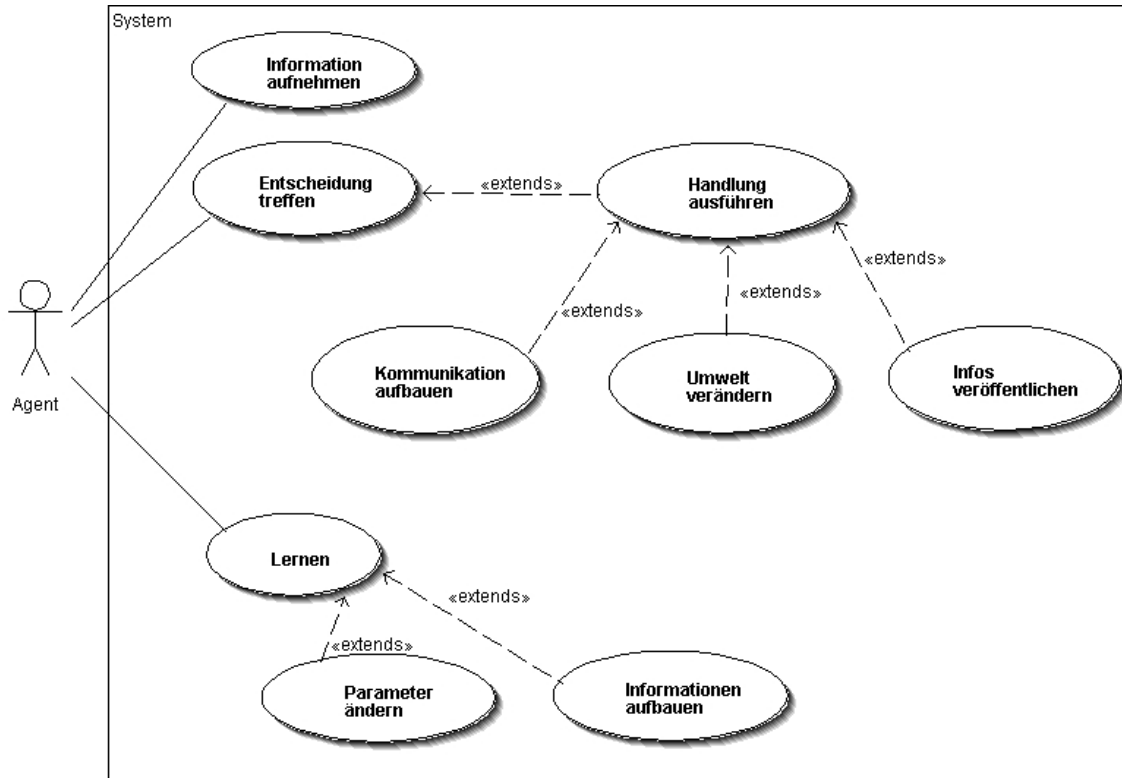 System
Information
aufnehmen
Entscheidung
treffen
«extends»
Handlung
ausführen
«extends»
«extends»
«extends»
Kommunikation
aufbauen
Umwelt
verändern
Infos
veröffentlichen
Agent
Lernen
«extends»
«extends»
Parameter
ändern
Informationen
aufbauen